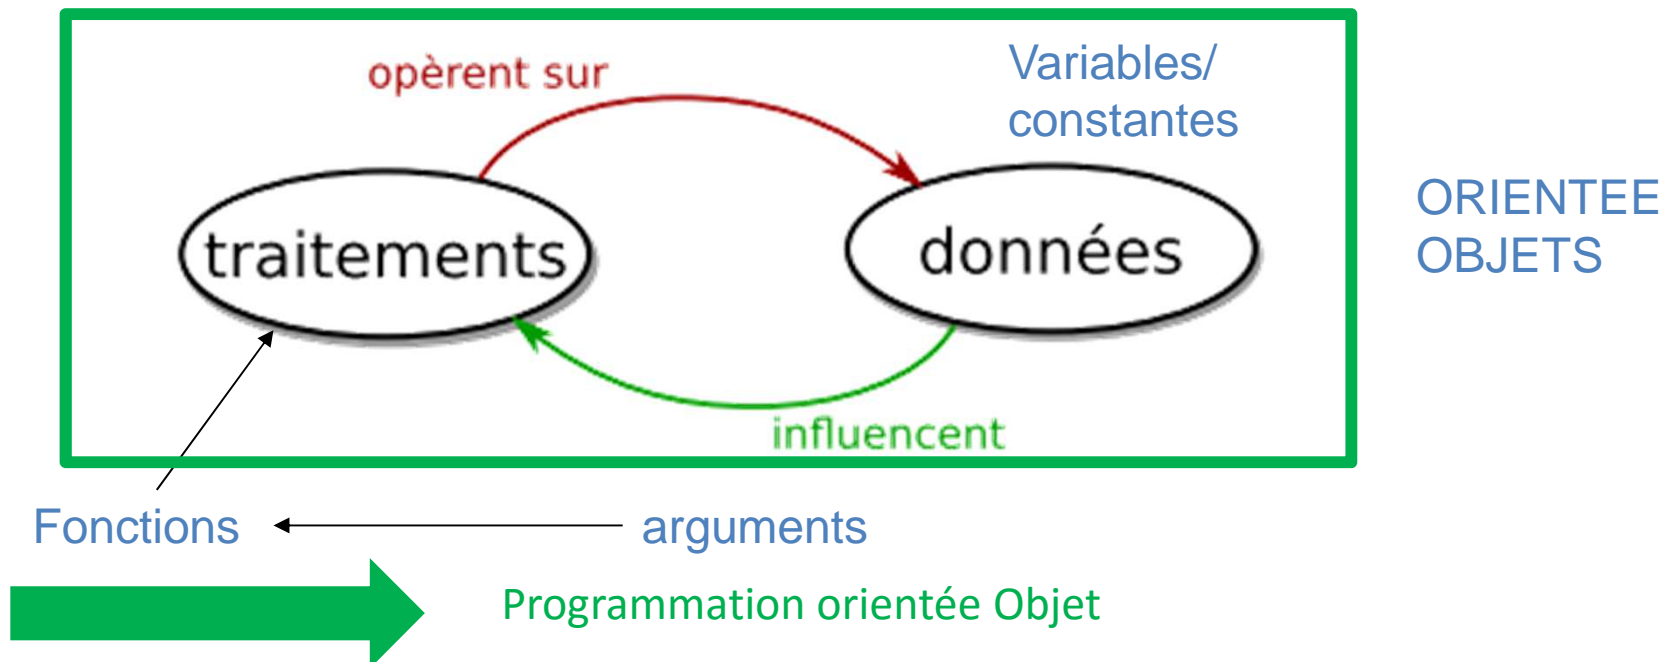 opèrent sur
Variables/
constantes
traitements
données
ORIENTEE
OBJETS
influencent
Fonctions
arguments
Programmation orientée Objet